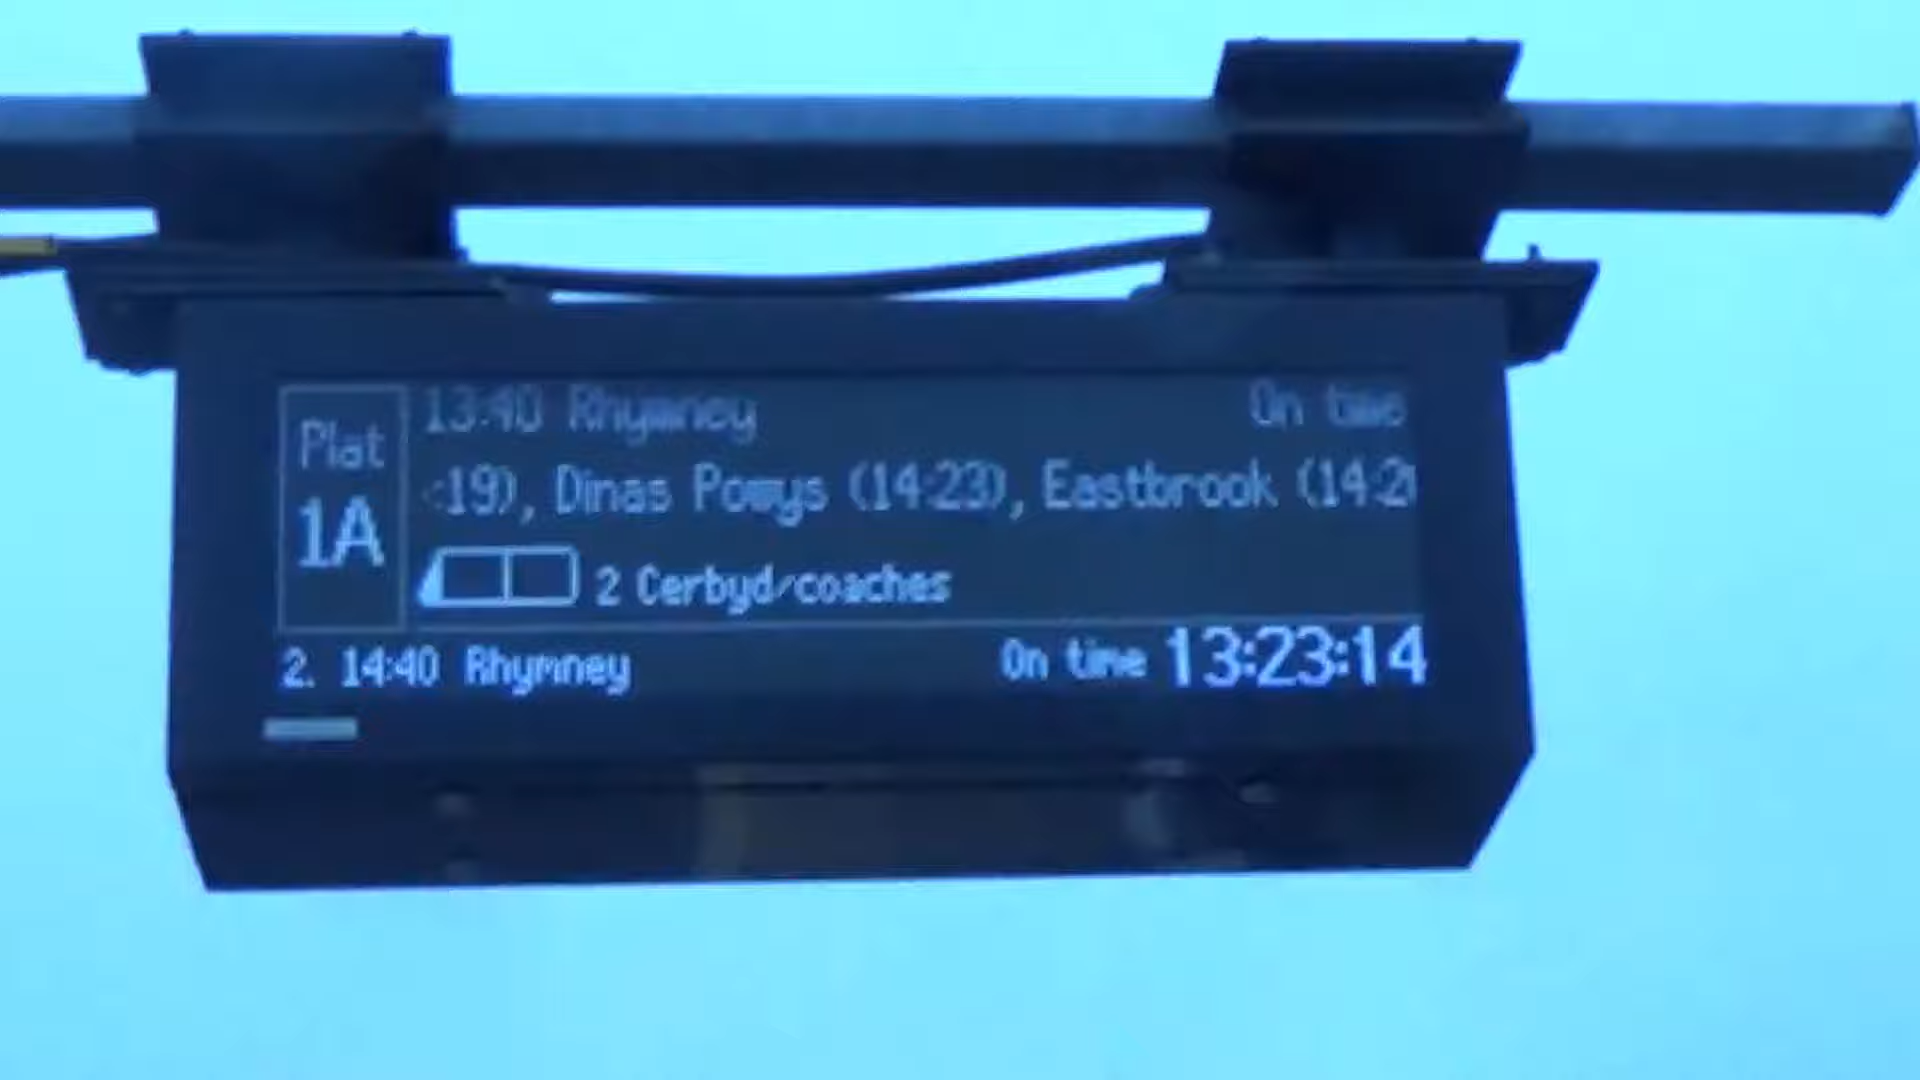 Plat
1A
13:40 Rhymney On time
:19), Dinas Powys (14:23), Eastbrook (14:2
2 Cerbyd/coaches
2. 14:40 Rhymney On time 13:23:14